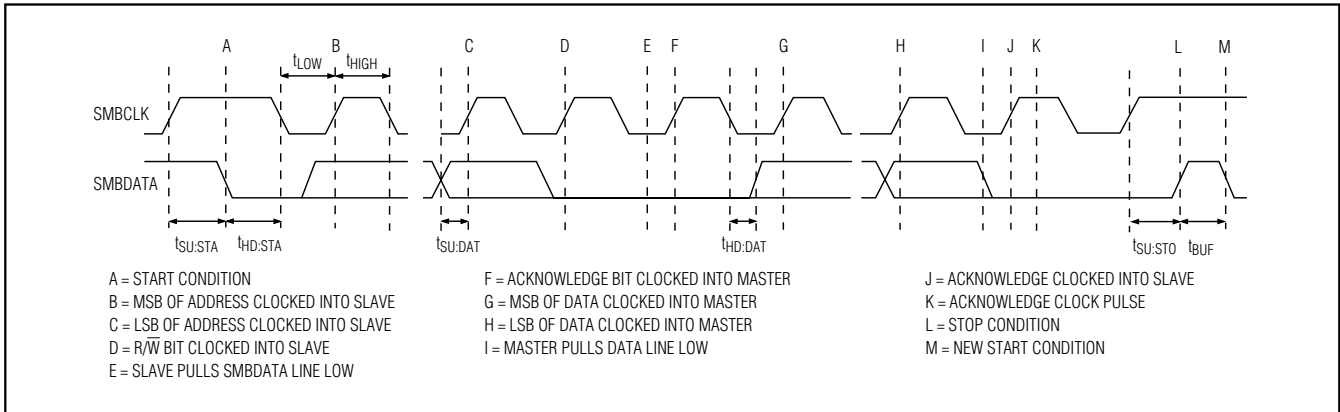 A B C D E F G H I J K L M
tLOW tHIGH
SMBCLK
SMBDATA
tSU:STA tHD:STA tSU:DAT tHD:DAT tSU:STO tBUF
A = START CONDITION
B = MSB OF ADDRESS CLOCKED INTO SLAVE
C = LSB OF ADDRESS CLOCKED INTO SLAVE
D = R/W̅ BIT CLOCKED INTO SLAVE
E = SLAVE PULLS SMBDATA LINE LOW
F = ACKNOWLEDGE BIT CLOCKED INTO MASTER
G = MSB OF DATA CLOCKED INTO MASTER
H = LSB OF DATA CLOCKED INTO MASTER
I = MASTER PULLS DATA LINE LOW
J = ACKNOWLEDGE CLOCKED INTO SLAVE
K = ACKNOWLEDGE CLOCK PULSE
L = STOP CONDITION
M = NEW START CONDITION